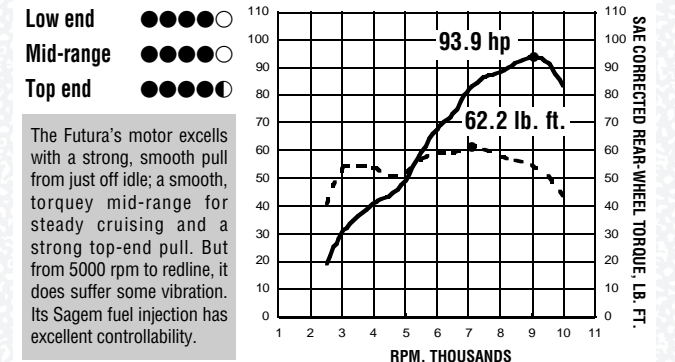 Low end
Mid-range
Top end
The Futura's motor excells
with a strong, smooth pull
from just off idle; a smooth,
torquey mid-range for
steady cruising and a
strong top-end pull. But
from 5000 rpm to redline, it
does suffer some vibration.
Its Sagem fuel injection has
excellent controllability.
110
100
90
80
70
60
50
40
30
20
10
0
93.9 hp
62.2 lb. ft.
110
100
90
80
70
60
50
40
30
20
10
0
SAE CORRECTED REAR-WHEEL TORQUE, LB. FT.
1 2 3 4 5 6 7 8 9 10 11
RPM, THOUSANDS